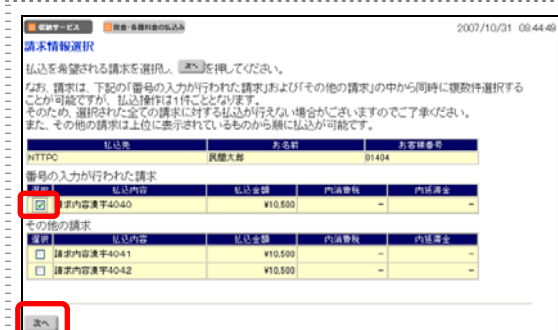 収納サービス 税金・各種料金の払込み 2007/10/31 08:44:49
請求情報選択
払込を希望される請求を選択し、 次へ を押してください。
なお、請求は、下記の「番号の入力が行われた請求」および「その他の請求」の中から同時に複数件選択する
ことが可能ですが、払込操作は1件ごととなります。
そのため、選択された全ての請求に対する払込が行えない場合がございますのでご了承ください。
また、その他の請求は上位に表示されているものから順に払込が可能です。
払込先 お名前 お客様番号
NTTPC 民間太郎 01404
番号の入力が行われた請求
選択 払込内容 払込金額 内消費税 内延滞金
請求内容漢字4040 ¥10,500 - -
その他の請求
選択 払込内容 払込金額 内消費税 内延滞金
請求内容漢字4041 ¥10,500 - -
請求内容漢字4042 ¥10,500 - -
次へ